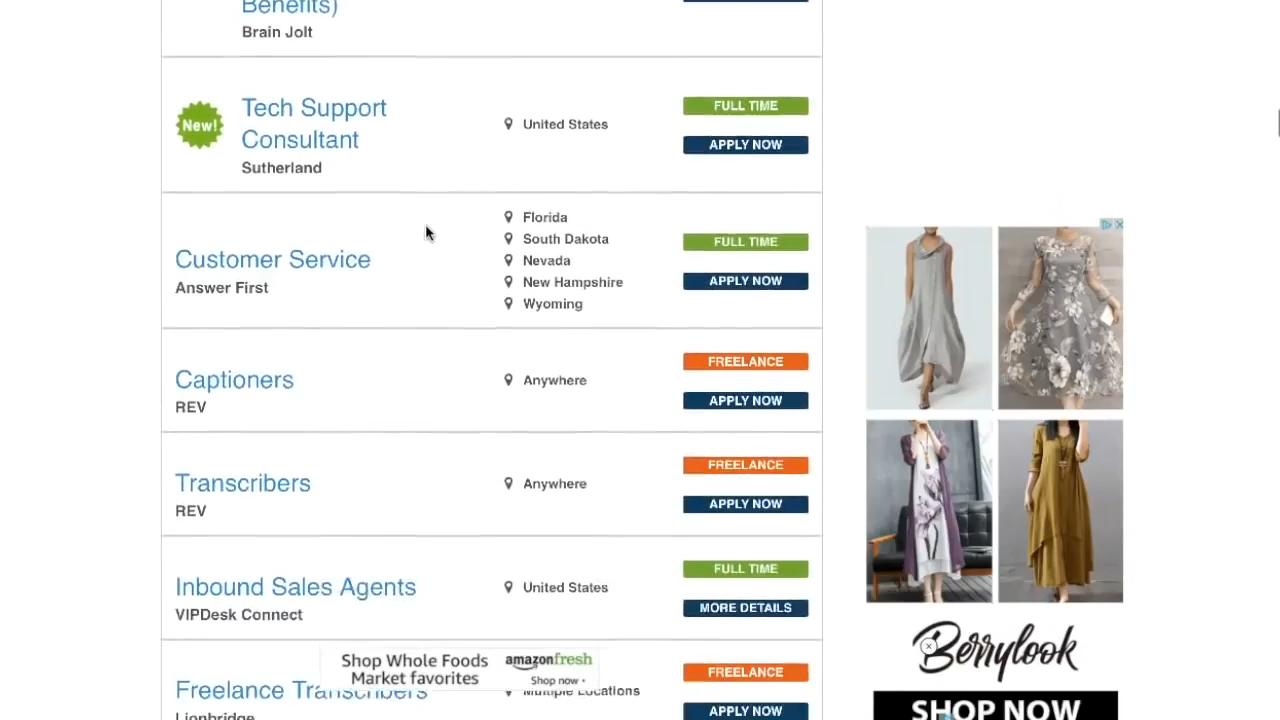 Benefits)
Brain Jolt
New!
Tech Support
Consultant
Sutherland
United States
FULL TIME
APPLY NOW
Customer Service
Answer First
Florida
South Dakota
Nevada
New Hampshire
Wyoming
FULL TIME
APPLY NOW
Captioners
REV
Anywhere
FREELANCE
APPLY NOW
Transcribers
REV
Anywhere
FREELANCE
APPLY NOW
Inbound Sales Agents
VIPDesk Connect
United States
FULL TIME
MORE DETAILS
Shop Whole Foods
Market favorites
amazonfresh
Shop now
Freelance Transcribers
Lionbridge
Multiple Locations
FREELANCE
APPLY NOW
Berrylook
SHOP NOW